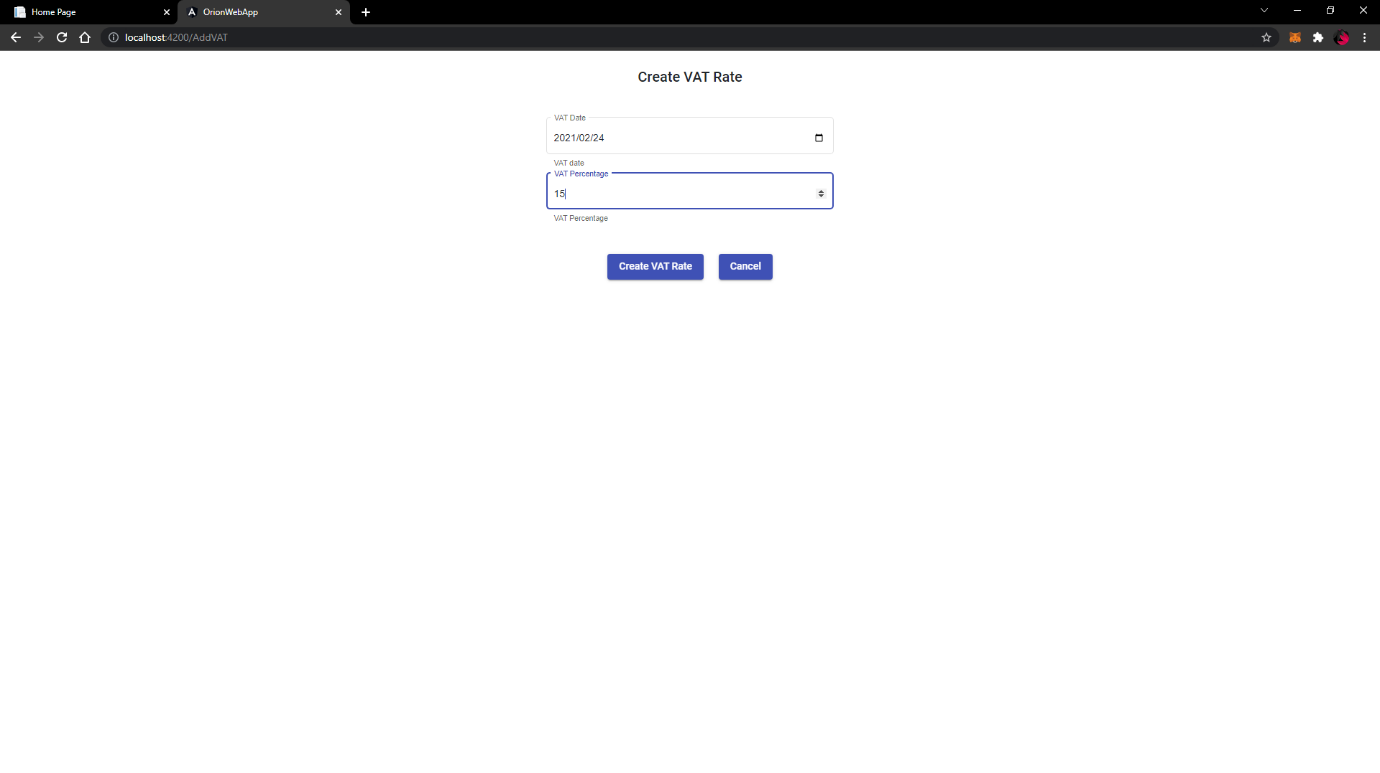 Home Page
OrionWebApp
localhost:4200/AddVAT
Create VAT Rate
VAT Date
2021/02/24
VAT date
VAT Percentage
15
VAT Percentage
Create VAT Rate
Cancel